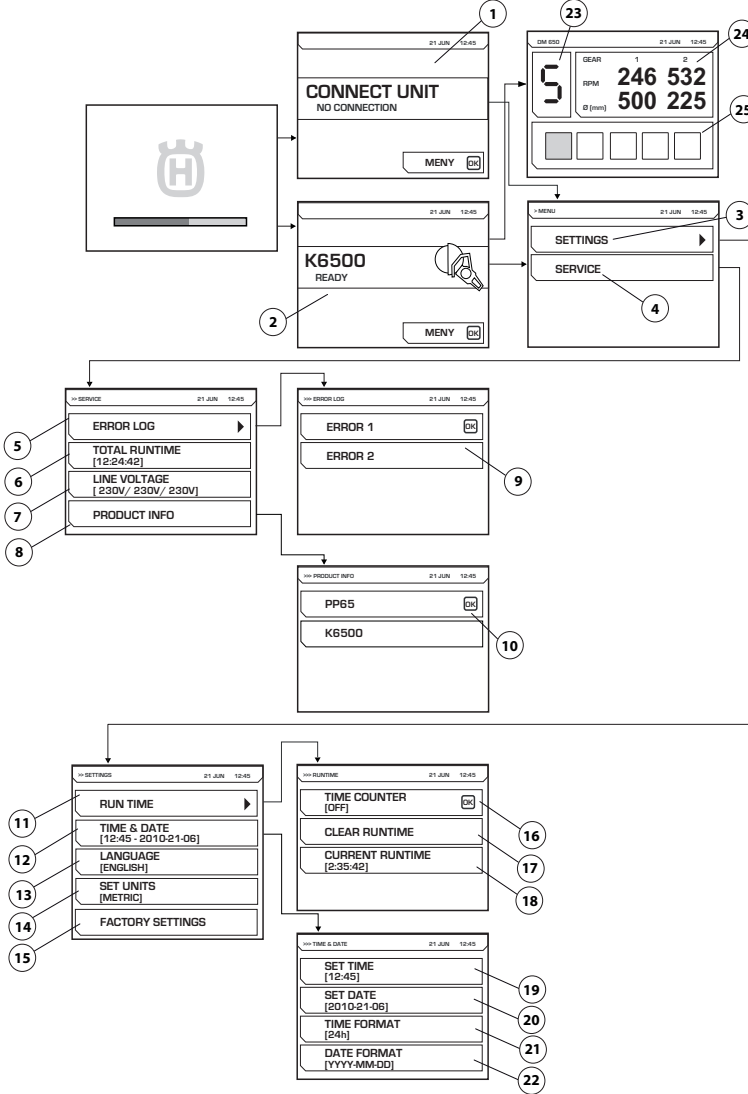 1
21 JUN 12:45
CONNECT UNIT
NO CONNECTION
MENY OK
23
24
25
DM 650 21 JUN 12:45
GEAR 1 2
RPM 246 532
Ø (mm) 500 225
5
H
21 JUN 12:45
K6500
READY
MENY OK
2
> MENU 21 JUN 12:45
SETTINGS
SERVICE
3
4
>> SERVICE 21 JUN 12:45
ERROR LOG
TOTAL RUNTIME
[12:24:42]
LINE VOLTAGE
[ 230V/ 230V/ 230V]
PRODUCT INFO
5
6
7
8
>>> ERROR LOG 21 JUN 12:45
ERROR 1 OK
ERROR 2
9
>>> PRODUCT INFO 21 JUN 12:45
PP65 OK
K6500
10
>> SETTINGS 21 JUN 12:45
RUN TIME
TIME & DATE
[12:45 - 2010-21-06]
LANGUAGE
[ENGLISH]
SET UNITS
[METRIC]
FACTORY SETTINGS
11
12
13
14
15
>>> RUNTIME 21 JUN 12:45
TIME COUNTER
[OFF] OK
CLEAR RUNTIME
CURRENT RUNTIME
[2:35:42]
16
17
18
>>> TIME & DATE 21 JUN 12:45
SET TIME
[12:45]
SET DATE
[2010-21-06]
TIME FORMAT
[24h]
DATE FORMAT
[YYYY-MM-DD]
19
20
21
22